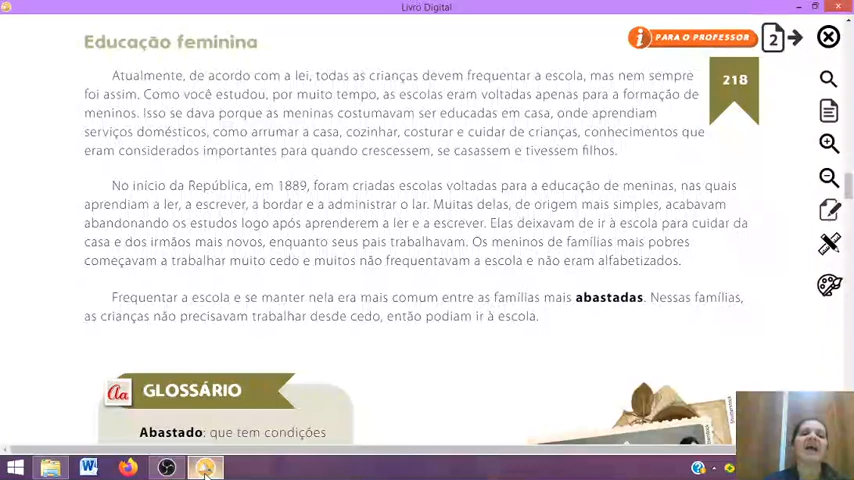 Livro Digital
Educação feminina
PARA O PROFESSOR
2
218
Atualmente, de acordo com a lei, todas as crianças devem frequentar a escola, mas nem sempre
foi assim. Como você estudou, por muito tempo, as escolas eram voltadas apenas para a formação de
meninos. Isso se dava porque as meninas costumavam ser educadas em casa, onde aprendiam
serviços domésticos, como arrumar a casa, cozinhar, costurar e cuidar de crianças, conhecimentos que
eram considerados importantes para quando crescessem, se casassem e tivessem filhos.
No início da República, em 1889, foram criadas escolas voltadas para a educação de meninas, nas quais
aprendiam a ler, a escrever, a bordar e a administrar o lar. Muitas delas, de origem mais simples, acabavam
abandonando os estudos logo após aprenderem a ler e a escrever. Elas deixavam de ir à escola para cuidar da
casa e dos irmãos mais novos, enquanto seus pais trabalhavam. Os meninos de famílias mais pobres
começavam a trabalhar muito cedo e muitos não frequentavam a escola e não eram alfabetizados.
Frequentar a escola e se manter nela era mais comum entre as famílias mais abastadas. Nessas famílias,
as crianças não precisavam trabalhar desde cedo, então podiam ir à escola.
Aa GLOSSÁRIO
Abastado: que tem condições
Shutterstock